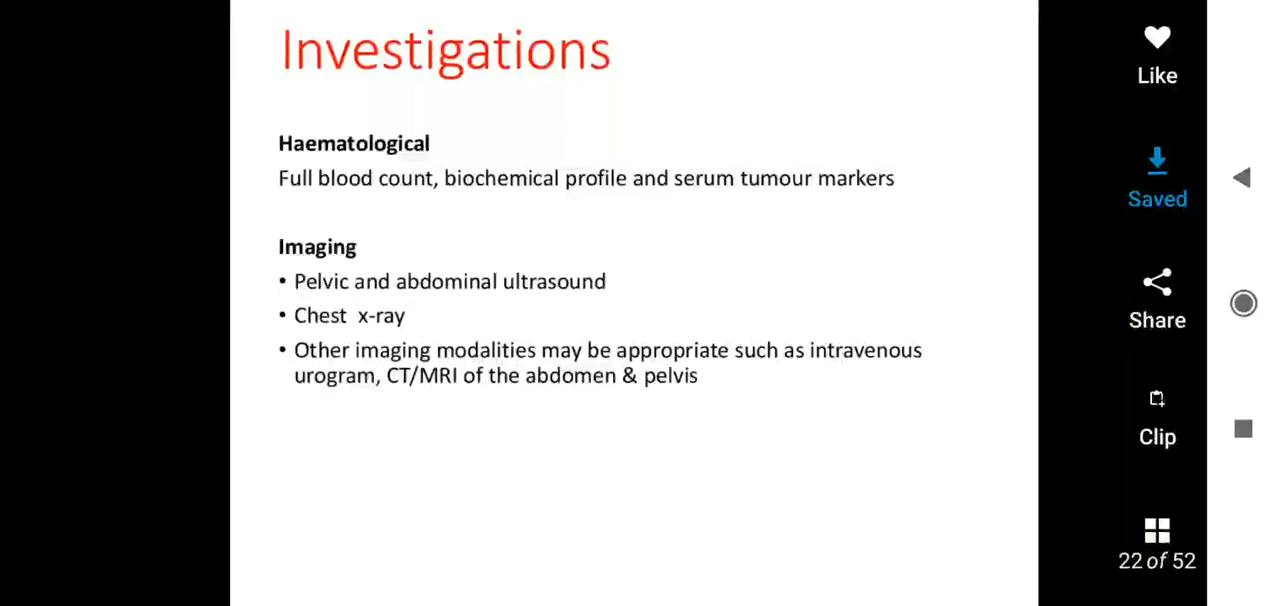 Investigations
Haematological
Full blood count, biochemical profile and serum tumour markers
Imaging
• Pelvic and abdominal ultrasound
• Chest x-ray
• Other imaging modalities may be appropriate such as intravenous
urogram, CT/MRI of the abdomen & pelvis
Like
Saved
Share
Clip
22 of 52